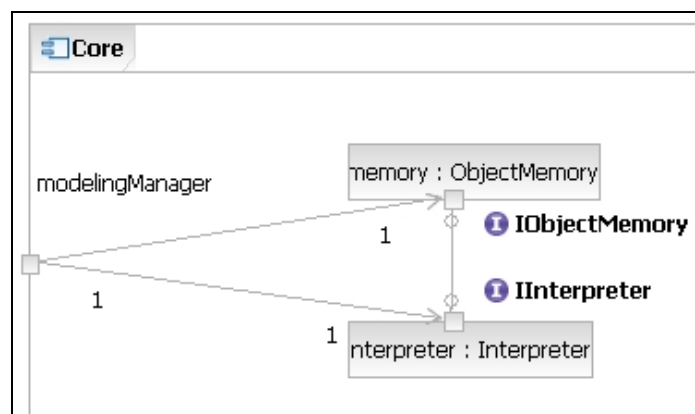 Core
memory : ObjectMemory
modelingManager
1
IObjectMemory
IInterpreter
1
1
nterpreter : Interpreter